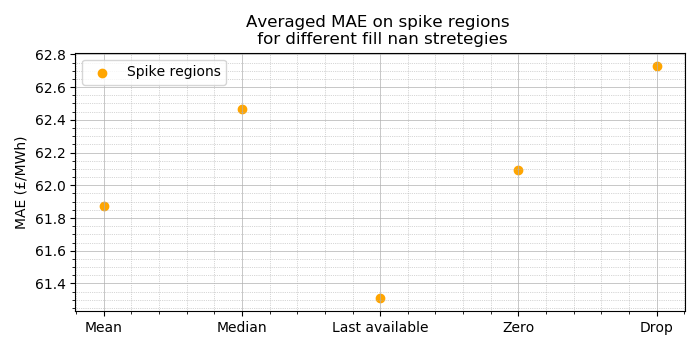 Averaged MAE on spike regions
for different fill nan stretegies
62.8
Spike regions
62.6
62.4
62.2
62.0
61.8
61.6
61.4
MAE (£/MWh)
Mean Median Last available Zero Drop